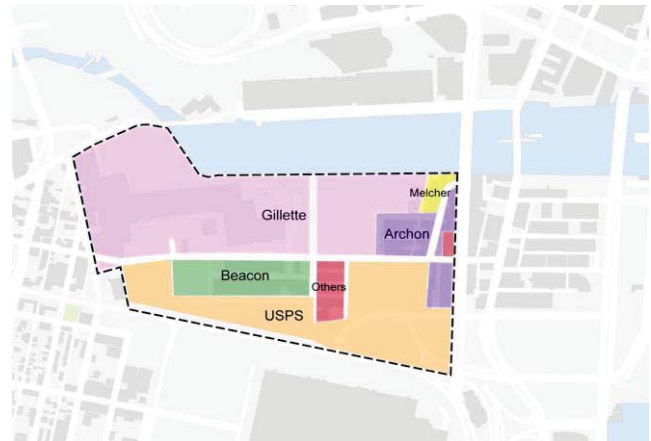 Melcher
Gillette
Archon
Beacon
Others
USPS